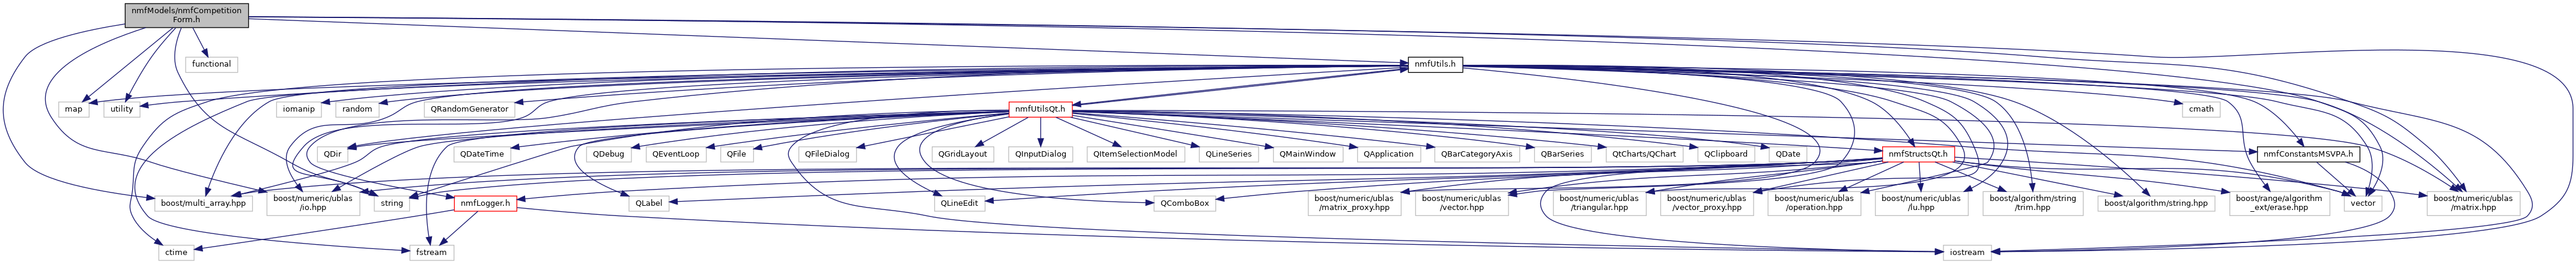 nmfModels/nmfCompetition
Form.h
functional
nmfUtils.h
map
utility
iomanip
random
QRandomGenerator
nmfUtilsQt.h
cmath
QDir
QDateTime
QDebug
QEventLoop
QFile
QFileDialog
QGridLayout
QInputDialog
QItemSelectionModel
QLineSeries
QMainWindow
QApplication
QBarCategoryAxis
QBarSeries
QtCharts/QChart
QClipboard
QDate
nmfStructsQt.h
nmfConstantsMSVPA.h
boost/multi_array.hpp
boost/numeric/ublas
/io.hpp
string
nmfLogger.h
QLabel
QLineEdit
QComboBox
boost/numeric/ublas
/matrix_proxy.hpp
boost/numeric/ublas
/vector.hpp
boost/numeric/ublas
/triangular.hpp
boost/numeric/ublas
/vector_proxy.hpp
boost/numeric/ublas
/operation.hpp
boost/numeric/ublas
/lu.hpp
boost/algorithm/string
/trim.hpp
boost/algorithm/string.hpp
boost/range/algorithm
_ext/erase.hpp
vector
boost/numeric/ublas
/matrix.hpp
ctime
fstream
iostream